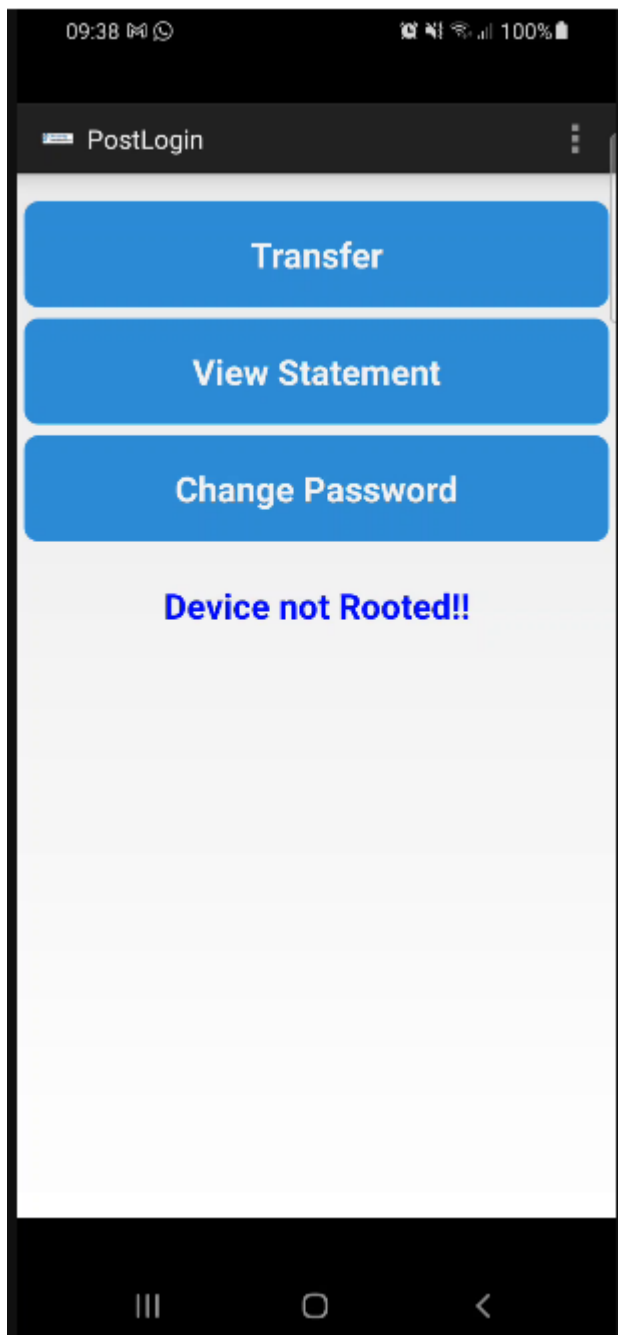 09:38 100%
PostLogin
Transfer
View Statement
Change Password
Device not Rooted!!